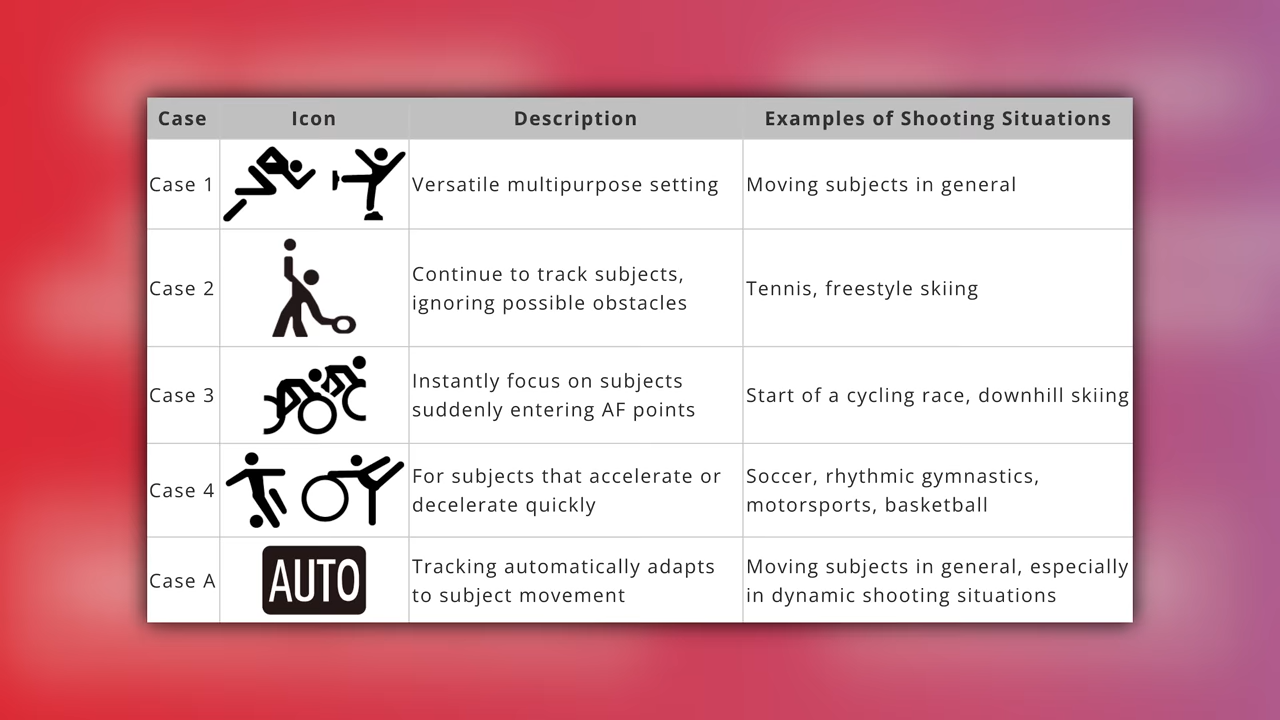 Case Icon Description Examples of Shooting Situations
Case 1 Versatile multipurpose setting Moving subjects in general
Case 2 Continue to track subjects,
ignoring possible obstacles Tennis, freestyle skiing
Case 3 Instantly focus on subjects
suddenly entering AF points Start of a cycling race, downhill skiing
Case 4 For subjects that accelerate or
decelerate quickly Soccer, rhythmic gymnastics,
motorsports, basketball
Case A AUTO Tracking automatically adapts
to subject movement Moving subjects in general, especially
in dynamic shooting situations